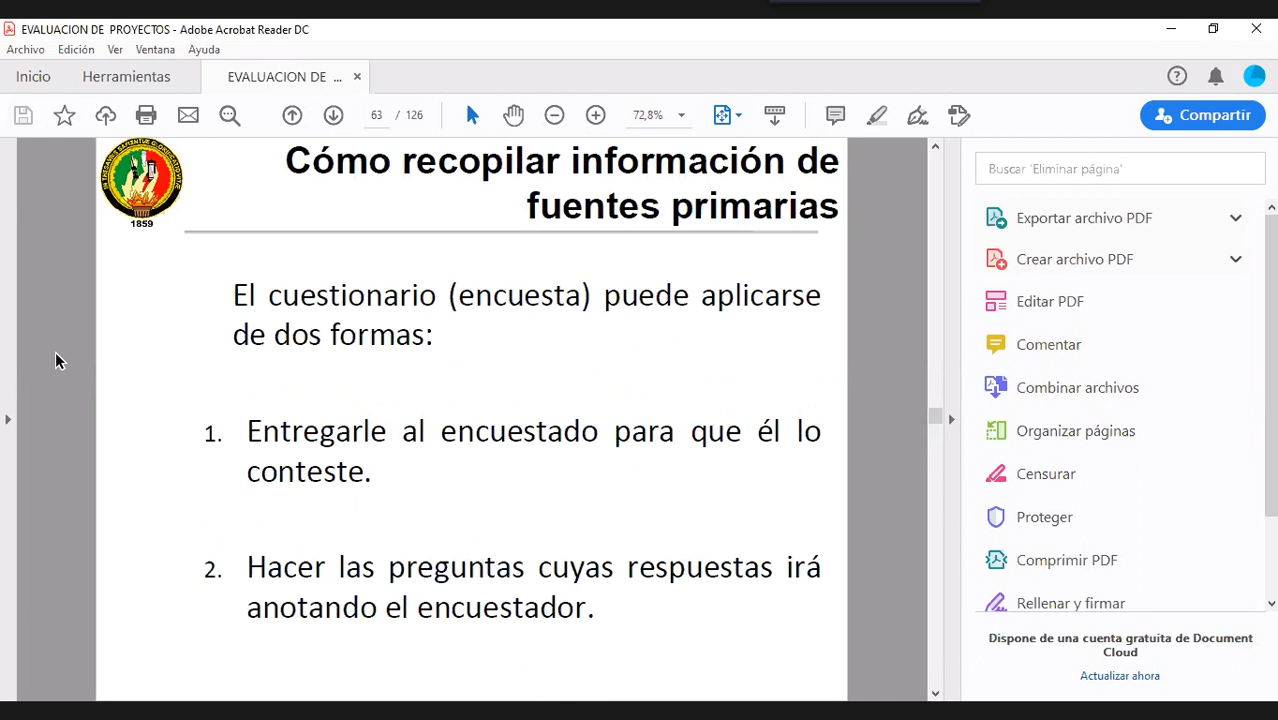 EVALUACION DE PROYECTOS - Adobe Acrobat Reader DC
Archivo Edición Ver Ventana Ayuda
Inicio Herramientas EVALUACION DE ... ×
63 / 126 72,8% Compartir
Cómo recopilar información de
fuentes primarias
1859
El cuestionario (encuesta) puede aplicarse
de dos formas:
1. Entregarle al encuestado para que él lo
conteste.
2. Hacer las preguntas cuyas respuestas irá
anotando el encuestador.
Buscar 'Eliminar página'
Exportar archivo PDF
Crear archivo PDF
Editar PDF
Comentar
Combinar archivos
Organizar páginas
Censurar
Proteger
Comprimir PDF
Rellenar y firmar
Dispone de una cuenta gratuita de Document
Cloud
Actualizar ahora